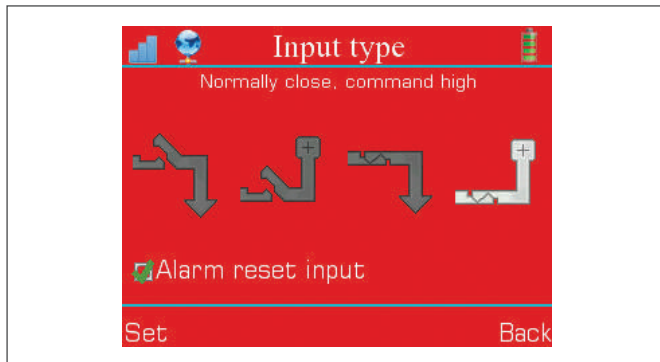 Input type
Normally close, command high
Alarm reset input
Set Back